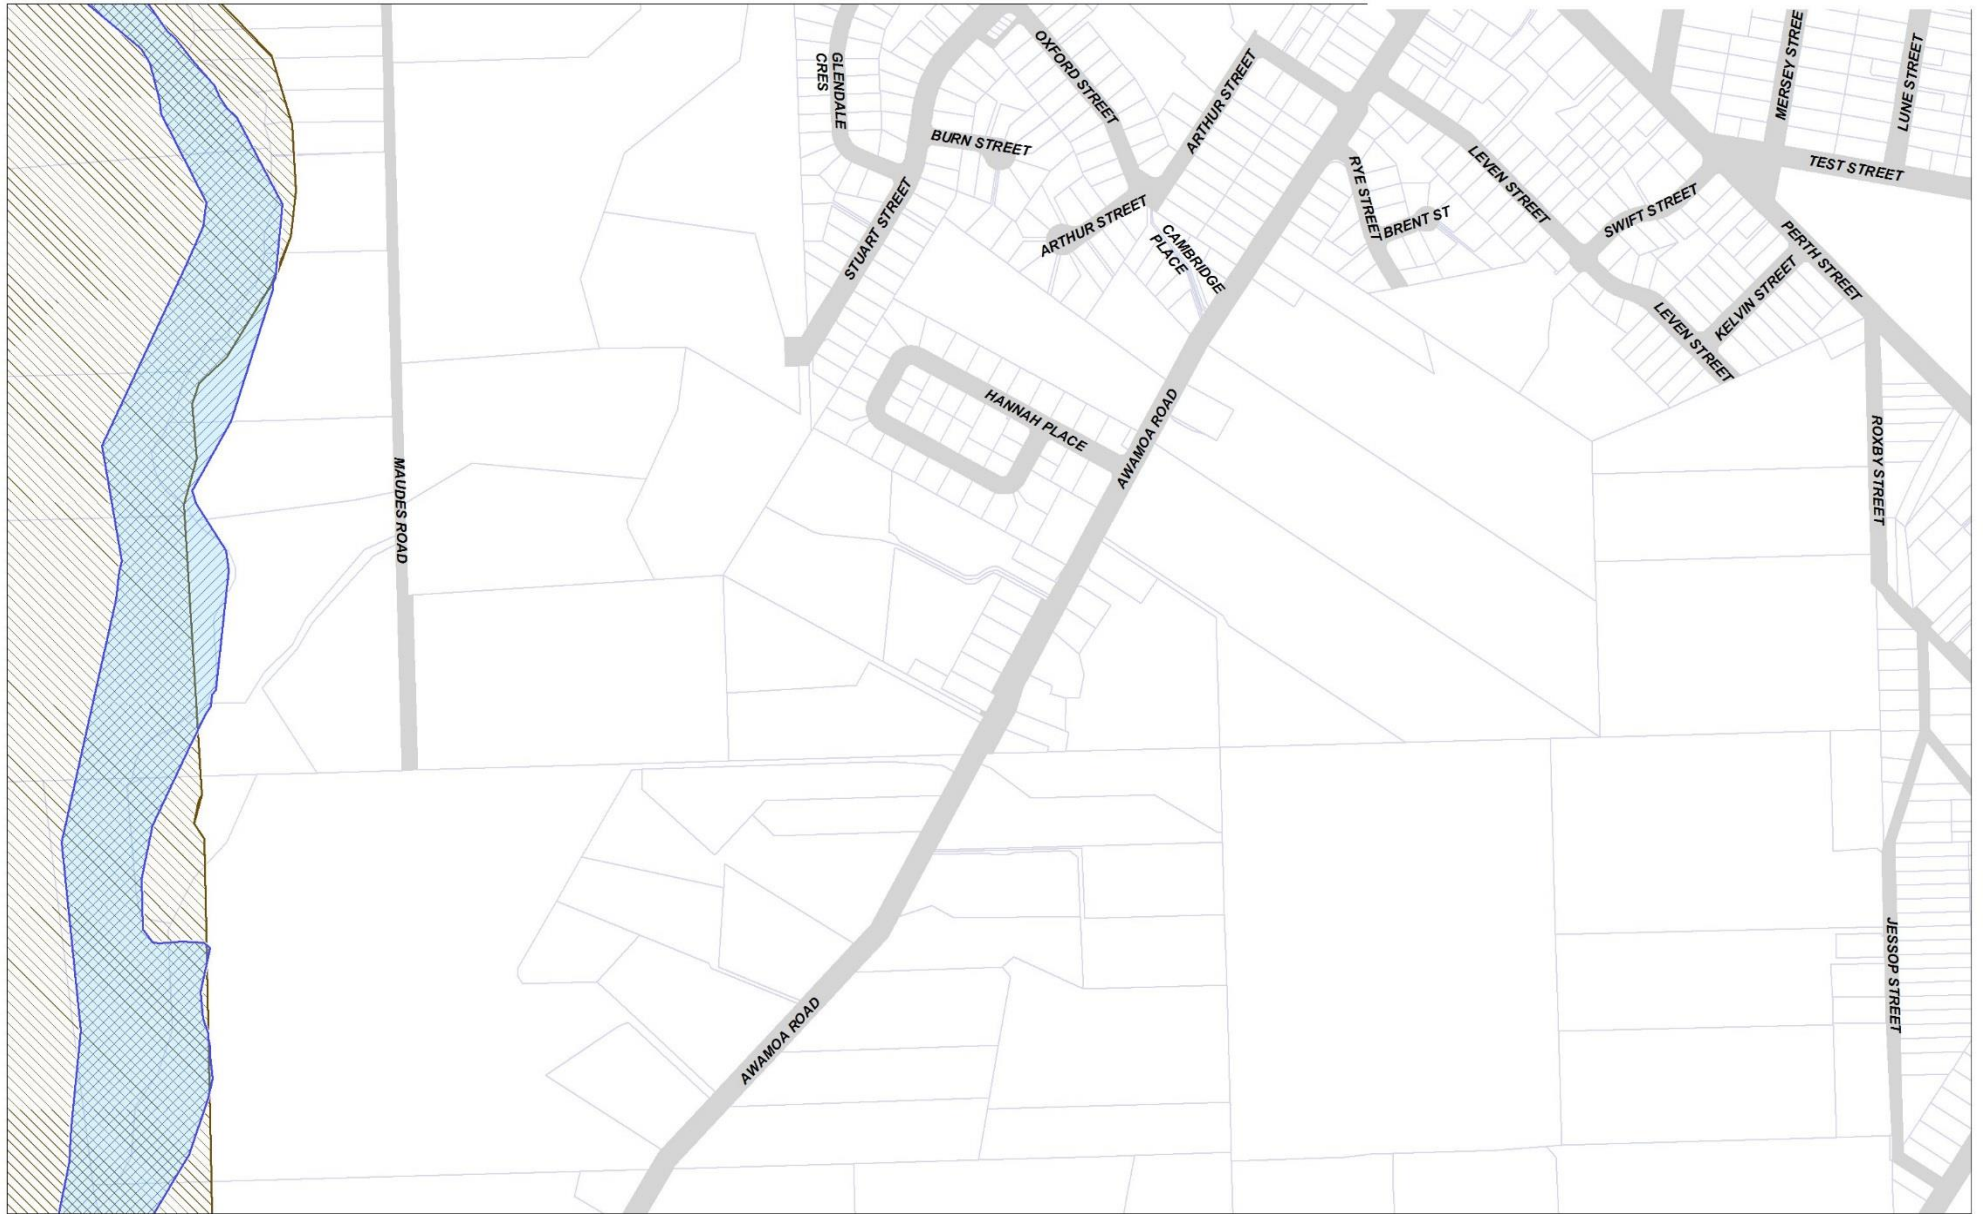 GLENDALE
CRES
OXFORD STREET
ARTHUR STREET
MERSEY STREE
LUNE STREET
BURN STREET
TEST STREET
LEVEN STREET
RYE STREET
BRENT ST
SWIFT STREET
STUART STREET
ARTHUR STREET
CAMBRIDGE
PLACE
PERTH STREET
KELVIN STREET
LEVEN STREET
HANNAH PLACE
AWAMOA ROAD
MAUDES ROAD
ROXBY STREET
JESSOP STREET
AWAMOA ROAD